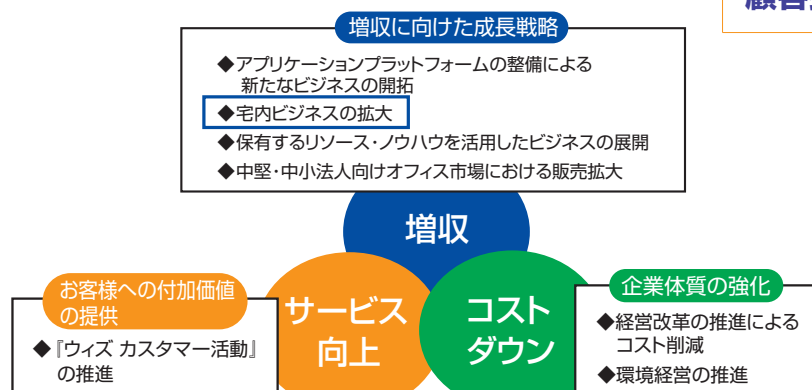 顧客
増収に向けた成長戦略
◆アプリケーションプラットフォームの整備による
新たなビジネスの開拓
◆宅内ビジネスの拡大
◆保有するリソース・ノウハウを活用したビジネスの展開
◆中堅・中小法人向けオフィス市場における販売拡大
増収
お客様への付加価値
の提供
◆『ウィズ カスタマー活動』
の推進
サービス
向上
コスト
ダウン
企業体質の強化
◆経営改革の推進による
コスト削減
◆環境経営の推進